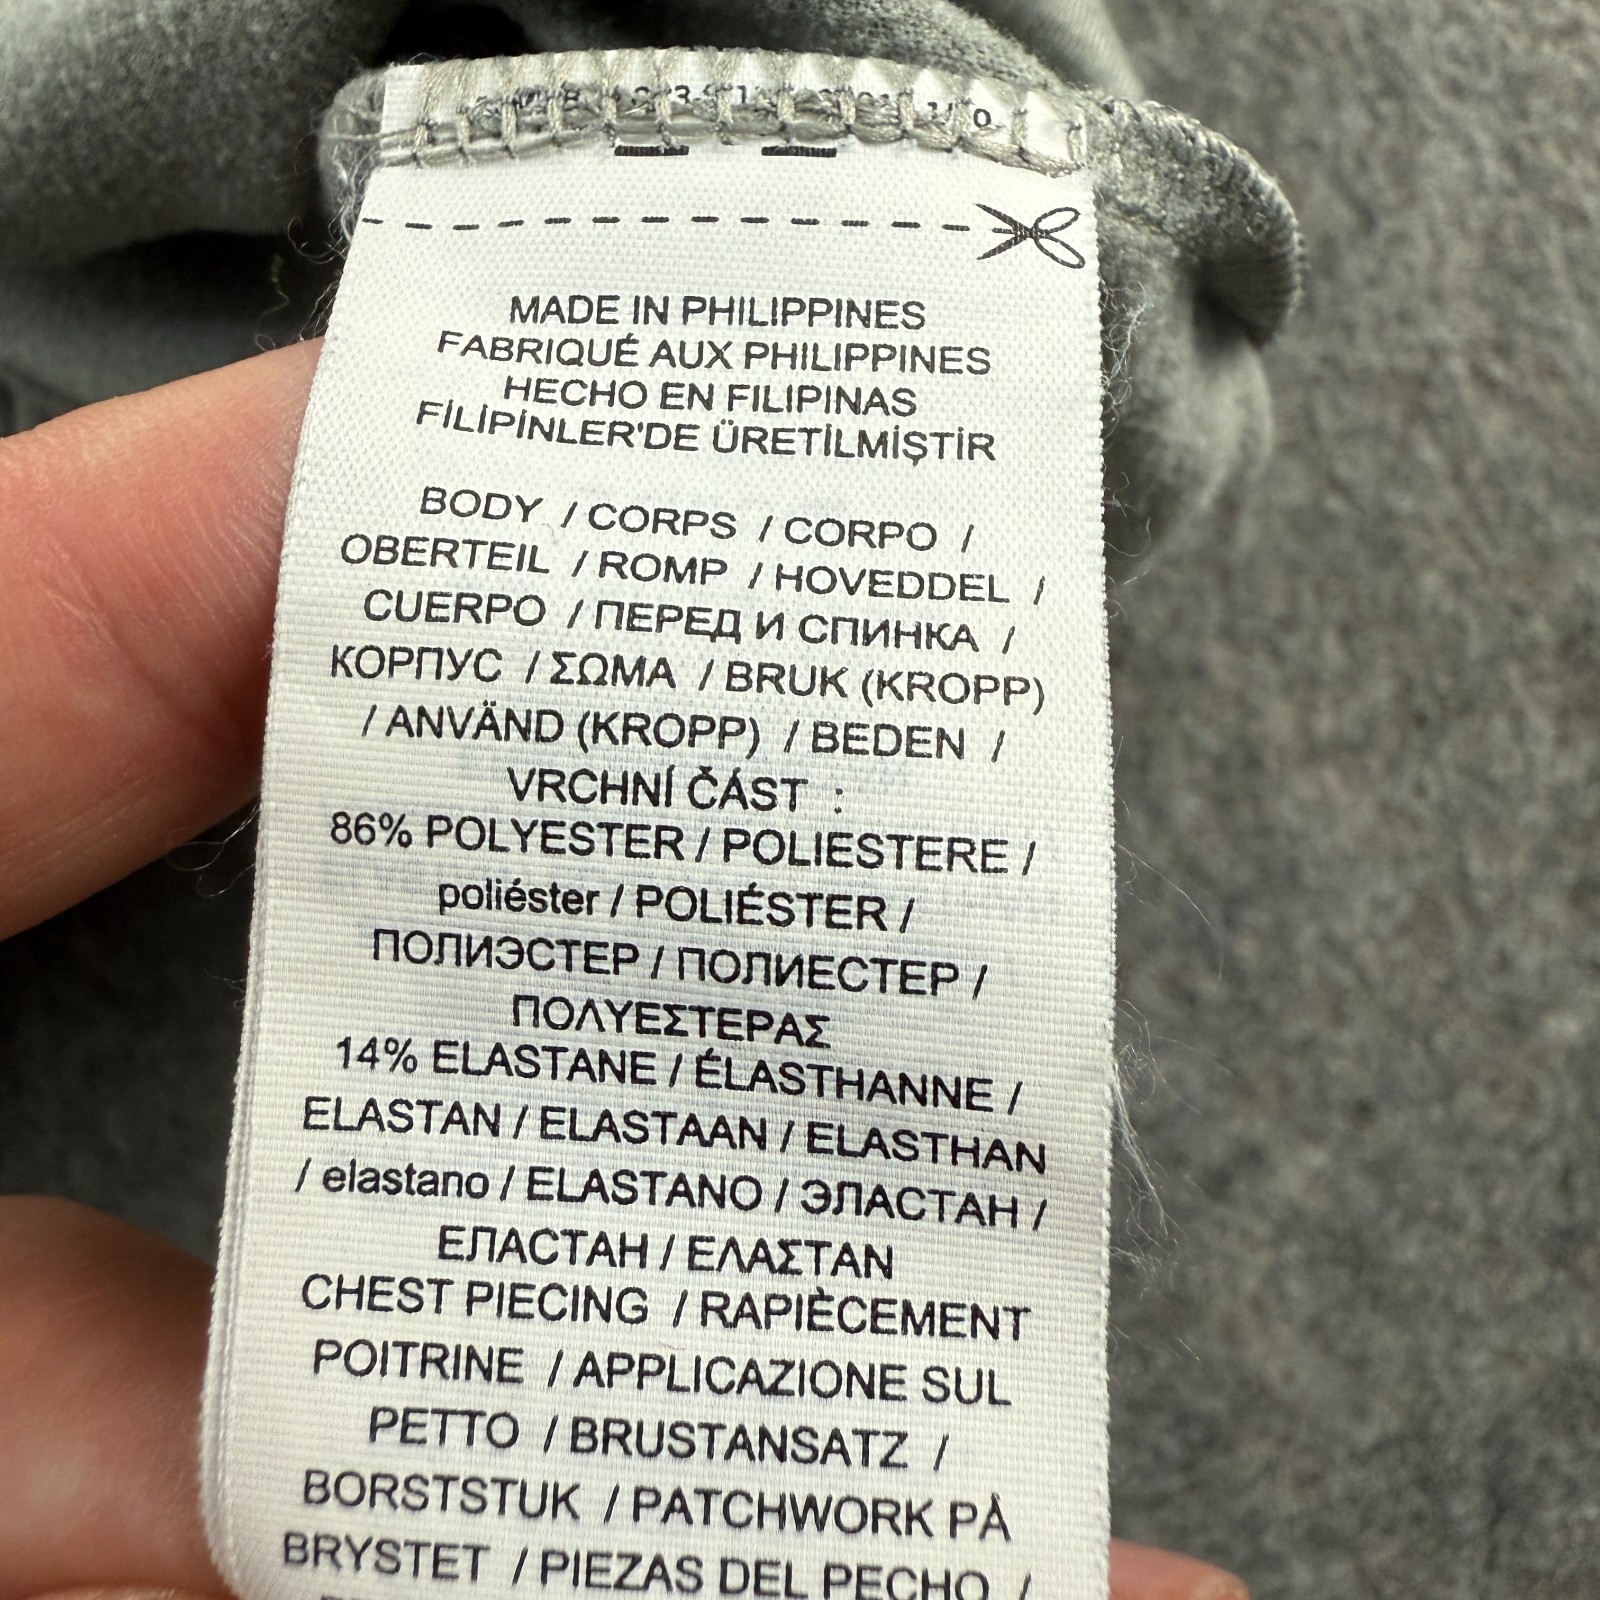 MADE IN PHILIPPINES
FABRIQUÉ AUX PHILIPPINES
HECHO EN FILIPINAS
FİLİPİNLER'DE ÜRETİLMİŞTİR
BODY / CORPS / CORPO /
OBERTEIL / ROMP / HOVEDDEL /
CUERPO / ПЕРЕД И СПИНКА /
КОРПУС / ΣΩΜΑ / BRUK (KROPP)
/ ANVÄND (KROPP) / BEDEN /
VRCHNÍ ČÁST :
86% POLYESTER / POLIESTERE /
poliéster / POLIÉSTER /
ПОЛИЭСТЕР / ПОЛИЕСТЕР /
ΠΟΛΥΕΣΤΕΡΑΣ
14% ELASTANE / ÉLASTHANNE /
ELASTAN / ELASTAAN / ELASTHAN
/ elastano / ELASTANO / ЭЛАСТАН /
ЕЛАСТАН / ΕΛΑΣΤΑΝ
CHEST PIECING / RAPIÈCEMENT
POITRINE / APPLICAZIONE SUL
PETTO / BRUSTANSATZ /
BORSTSTUK / PATCHWORK PÅ
BRYSTET / PIEZAS DEL PECHO /